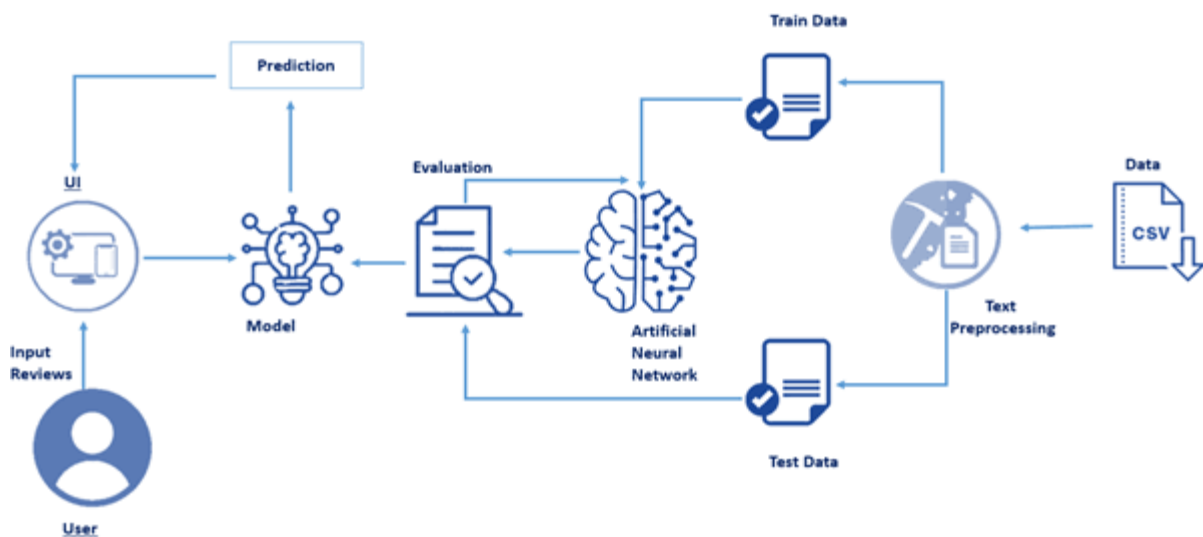 Train Data
Prediction
Evaluation
Data
UI
CSV
Model
Text
Preprocessing
Artificial
Neural
Network
Input
Reviews
Test Data
User